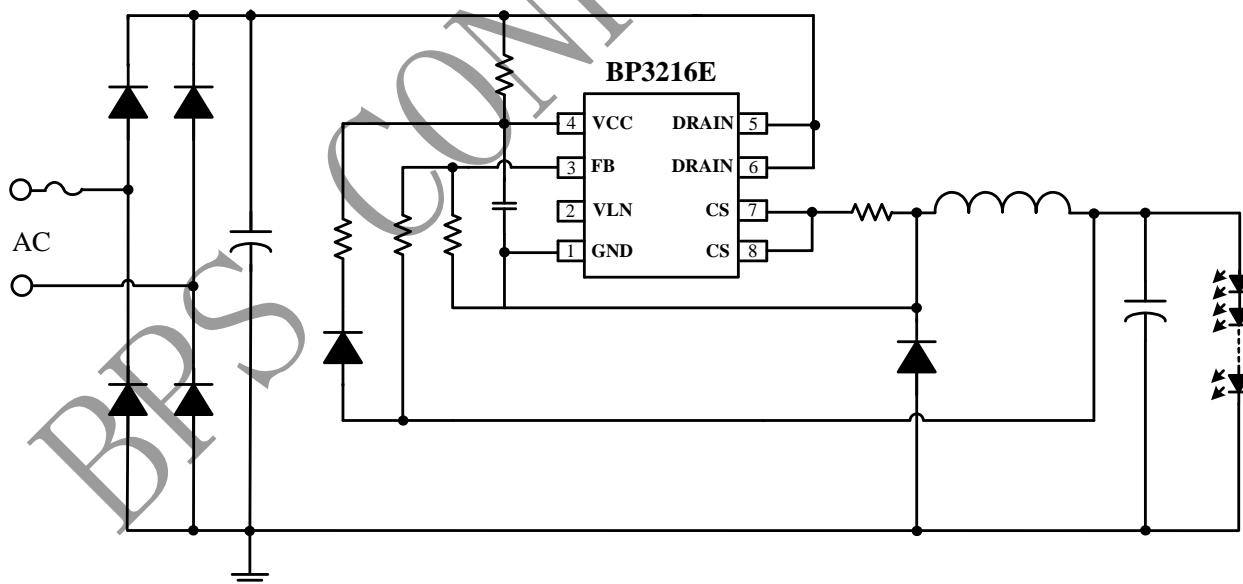 BP3216E
4 VCC DRAIN 5
3 FB DRAIN 6
2 VLN CS 7
1 GND CS 8
AC
BPS CON